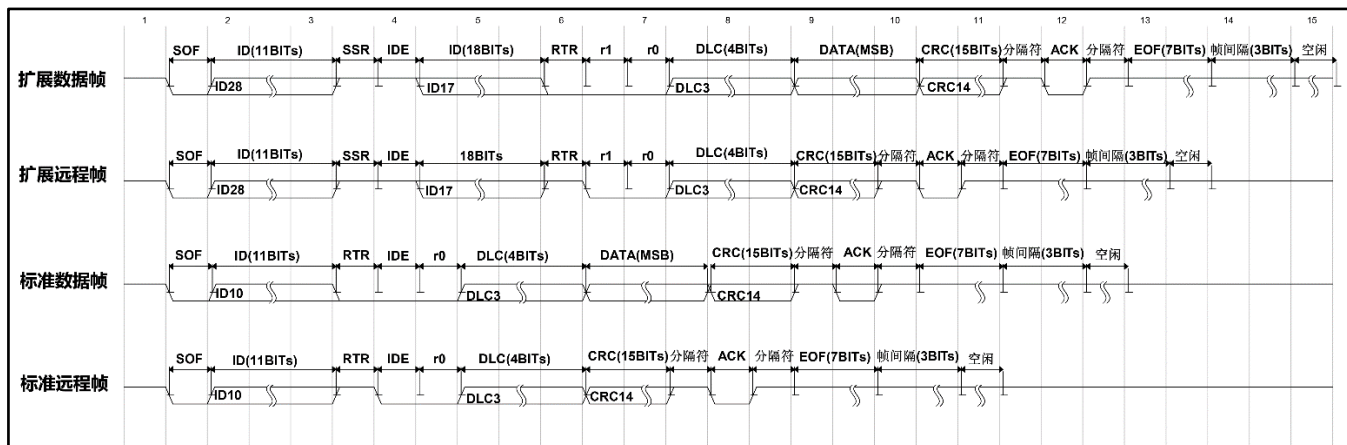 1 2 3 4 5 6 7 8 9 10 11 12 13 14 15
SOF ID(11BITs) SSR IDE ID(18BITs) RTR r1 r0 DLC(4BITs) DATA(MSB) CRC(15BITs) 分隔符 ACK 分隔符 EOF(7BITs) 帧间隔(3BITs) 空闲
扩展数据帧
ID28 ID17 DLC3 CRC14
SOF ID(11BITs) SSR IDE 18BITs RTR r1 r0 DLC(4BITs) CRC(15BITs) 分隔符 ACK 分隔符 EOF(7BITs) 帧间隔(3BITs) 空闲
扩展远程帧
ID28 ID17 DLC3 CRC14
SOF ID(11BITs) RTR IDE r0 DLC(4BITs) DATA(MSB) CRC(15BITs) 分隔符 ACK 分隔符 EOF(7BITs) 帧间隔(3BITs) 空闲
标准数据帧
ID10 DLC3 CRC14
SOF ID(11BITs) RTR IDE r0 DLC(4BITs) CRC(15BITs) 分隔符 ACK 分隔符 EOF(7BITs) 帧间隔(3BITs) 空闲
标准远程帧
ID10 DLC3 CRC14